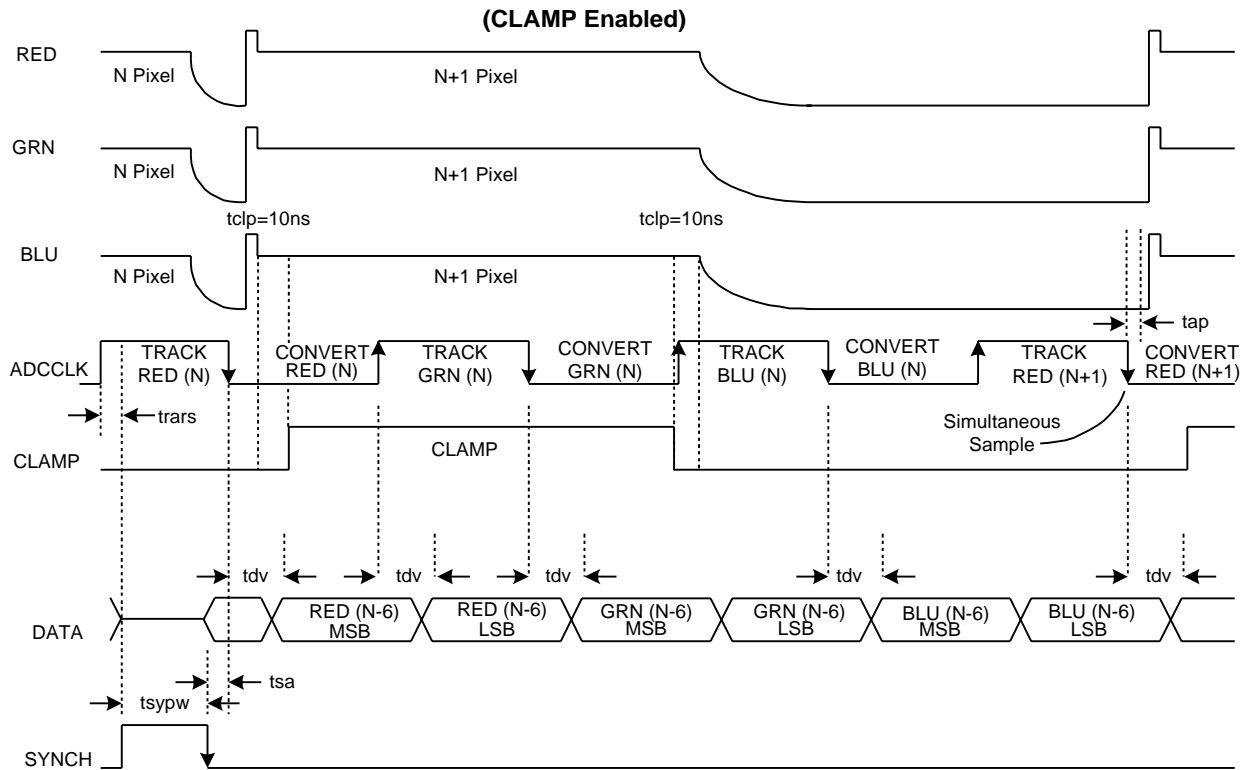 (CLAMP Enabled)
RED
N Pixel
N+1 Pixel
GRN
N Pixel
N+1 Pixel
tclp=10ns
tclp=10ns
BLU
N Pixel
N+1 Pixel
tap
ADCCLK
TRACK
RED (N)
CONVERT
RED (N)
TRACK
GRN (N)
CONVERT
GRN (N)
TRACK
BLU (N)
CONVERT
BLU (N)
TRACK
RED (N+1)
CONVERT
RED (N+1)
trars
Simultaneous
Sample
CLAMP
CLAMP
tdv
tdv
tdv
tdv
tdv
DATA
RED (N-6)
MSB
RED (N-6)
LSB
GRN (N-6)
MSB
GRN (N-6)
LSB
BLU (N-6)
MSB
BLU (N-6)
LSB
tsa
tsypw
SYNCH